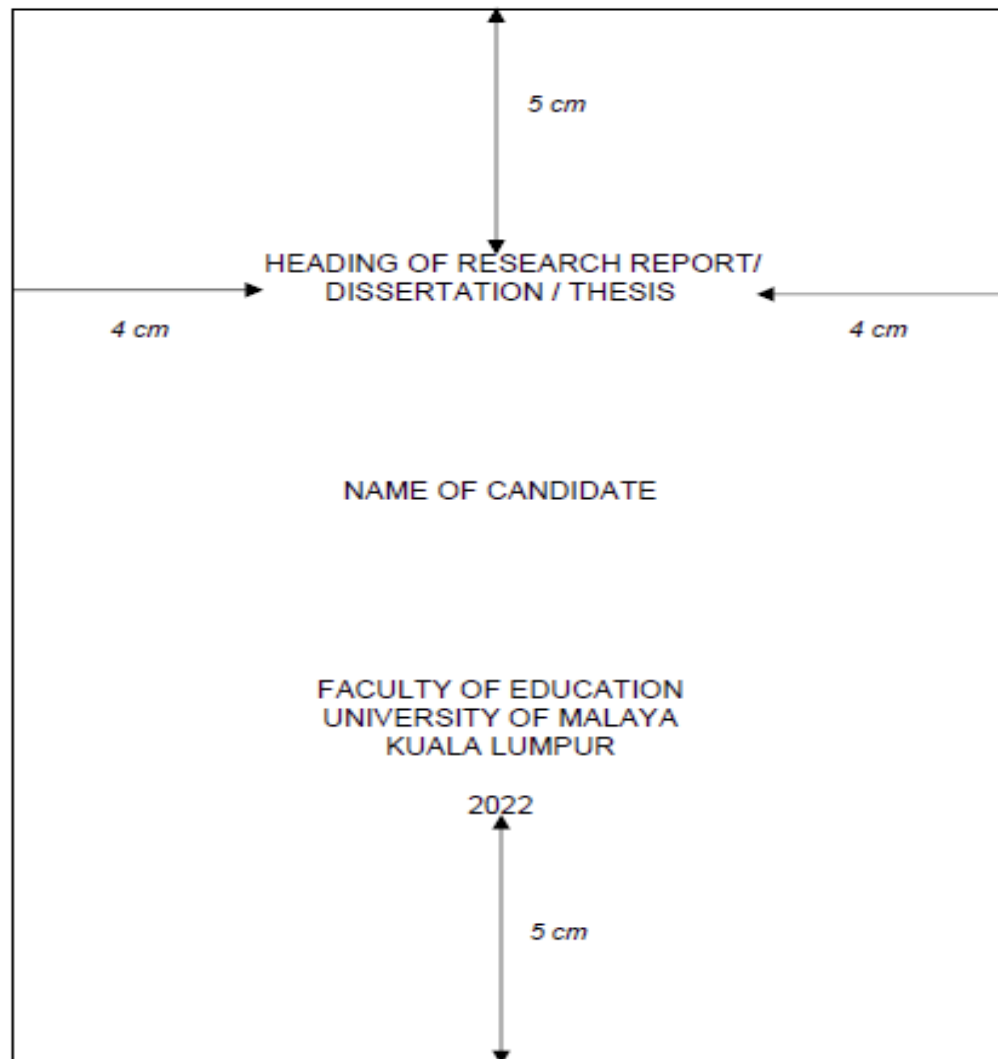 5 cm
HEADING OF RESEARCH REPORT/
DISSERTATION / THESIS
4 cm
4 cm
NAME OF CANDIDATE
FACULTY OF EDUCATION
UNIVERSITY OF MALAYA
KUALA LUMPUR
2022
5 cm